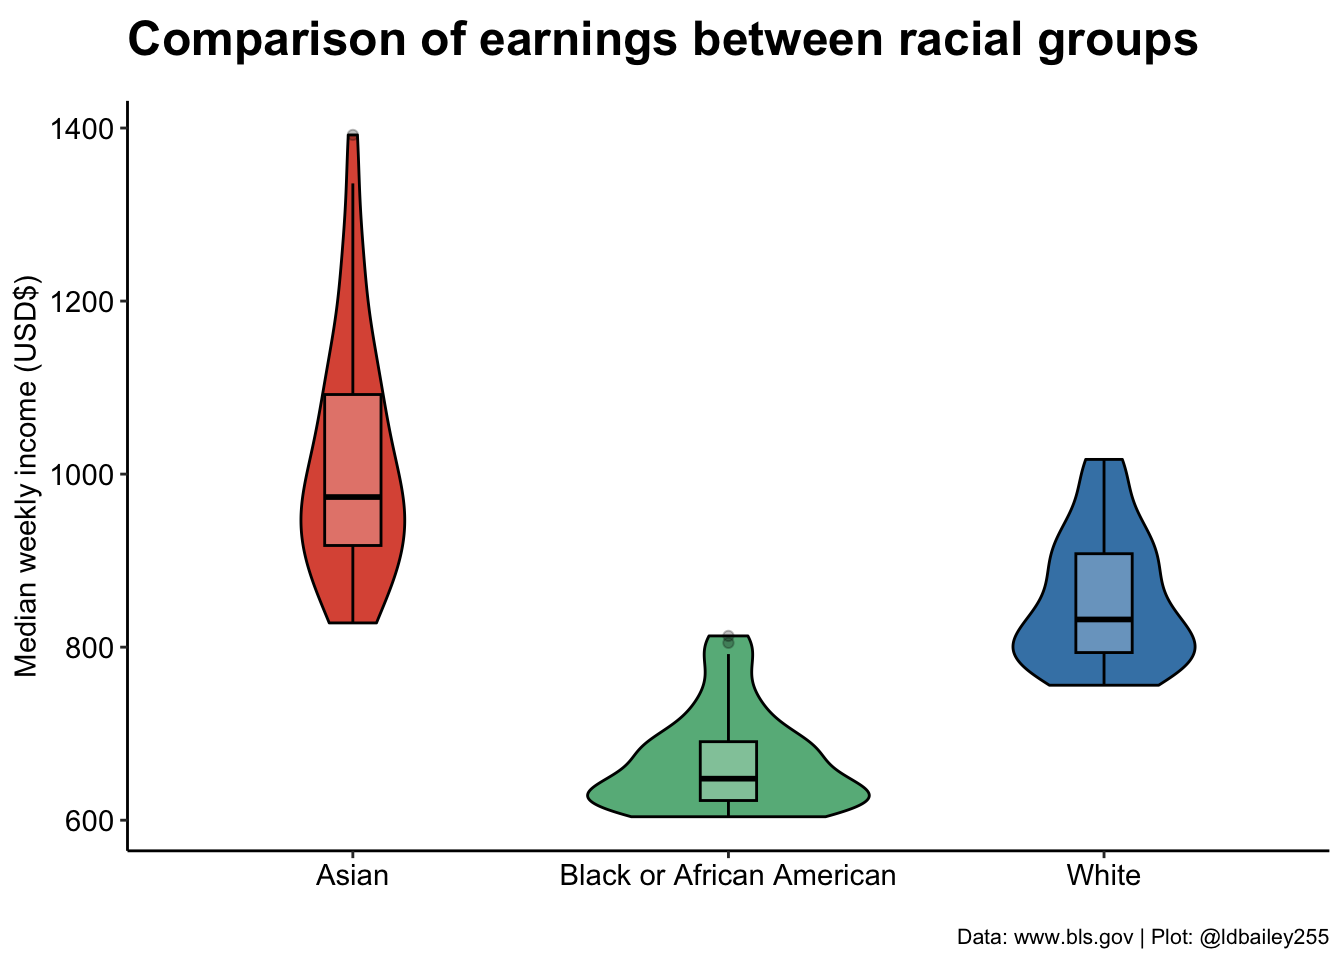 Comparison of earnings between racial groups
Median weekly income (USD$)
1400
1200
1000
800
600
Asian
Black or African American
White
Data: www.bls.gov | Plot: @ldbailey255